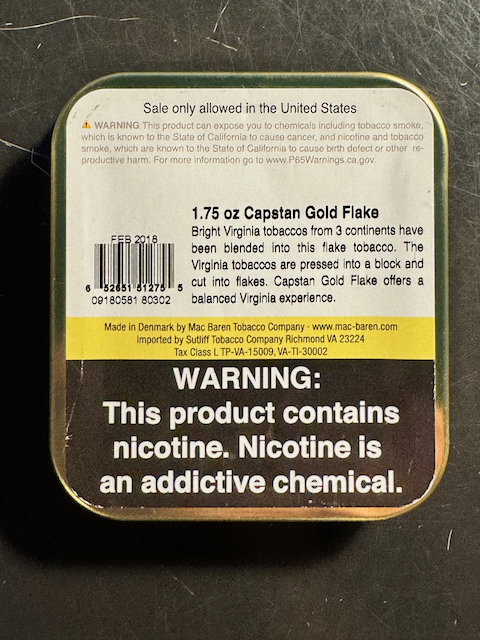 Sale only allowed in the United States
⚠ WARNING: This product can expose you to chemicals including tobacco smoke,
which is known to the State of California to cause cancer, and nicotine and tobacco
smoke, which are known to the State of California to cause birth defect or other re-
productive harm. For more information go to www.P65Warnings.ca.gov.
1.75 oz Capstan Gold Flake
Bright Virginia tobaccos from 3 continents have
been blended into this flake tobacco. The
Virginia tobaccos are pressed into a block and
cut into flakes. Capstan Gold Flake offers a
balanced Virginia experience.
FEB 2018
6 52651 51275 5
09180581 80302
Made in Denmark by Mac Baren Tobacco Company - www.mac-baren.com
Imported by Sutliff Tobacco Company Richmond VA 23224
Tax Class L TP-VA-15009, VA-TI-30002
WARNING:
This product contains
nicotine. Nicotine is
an addictive chemical.